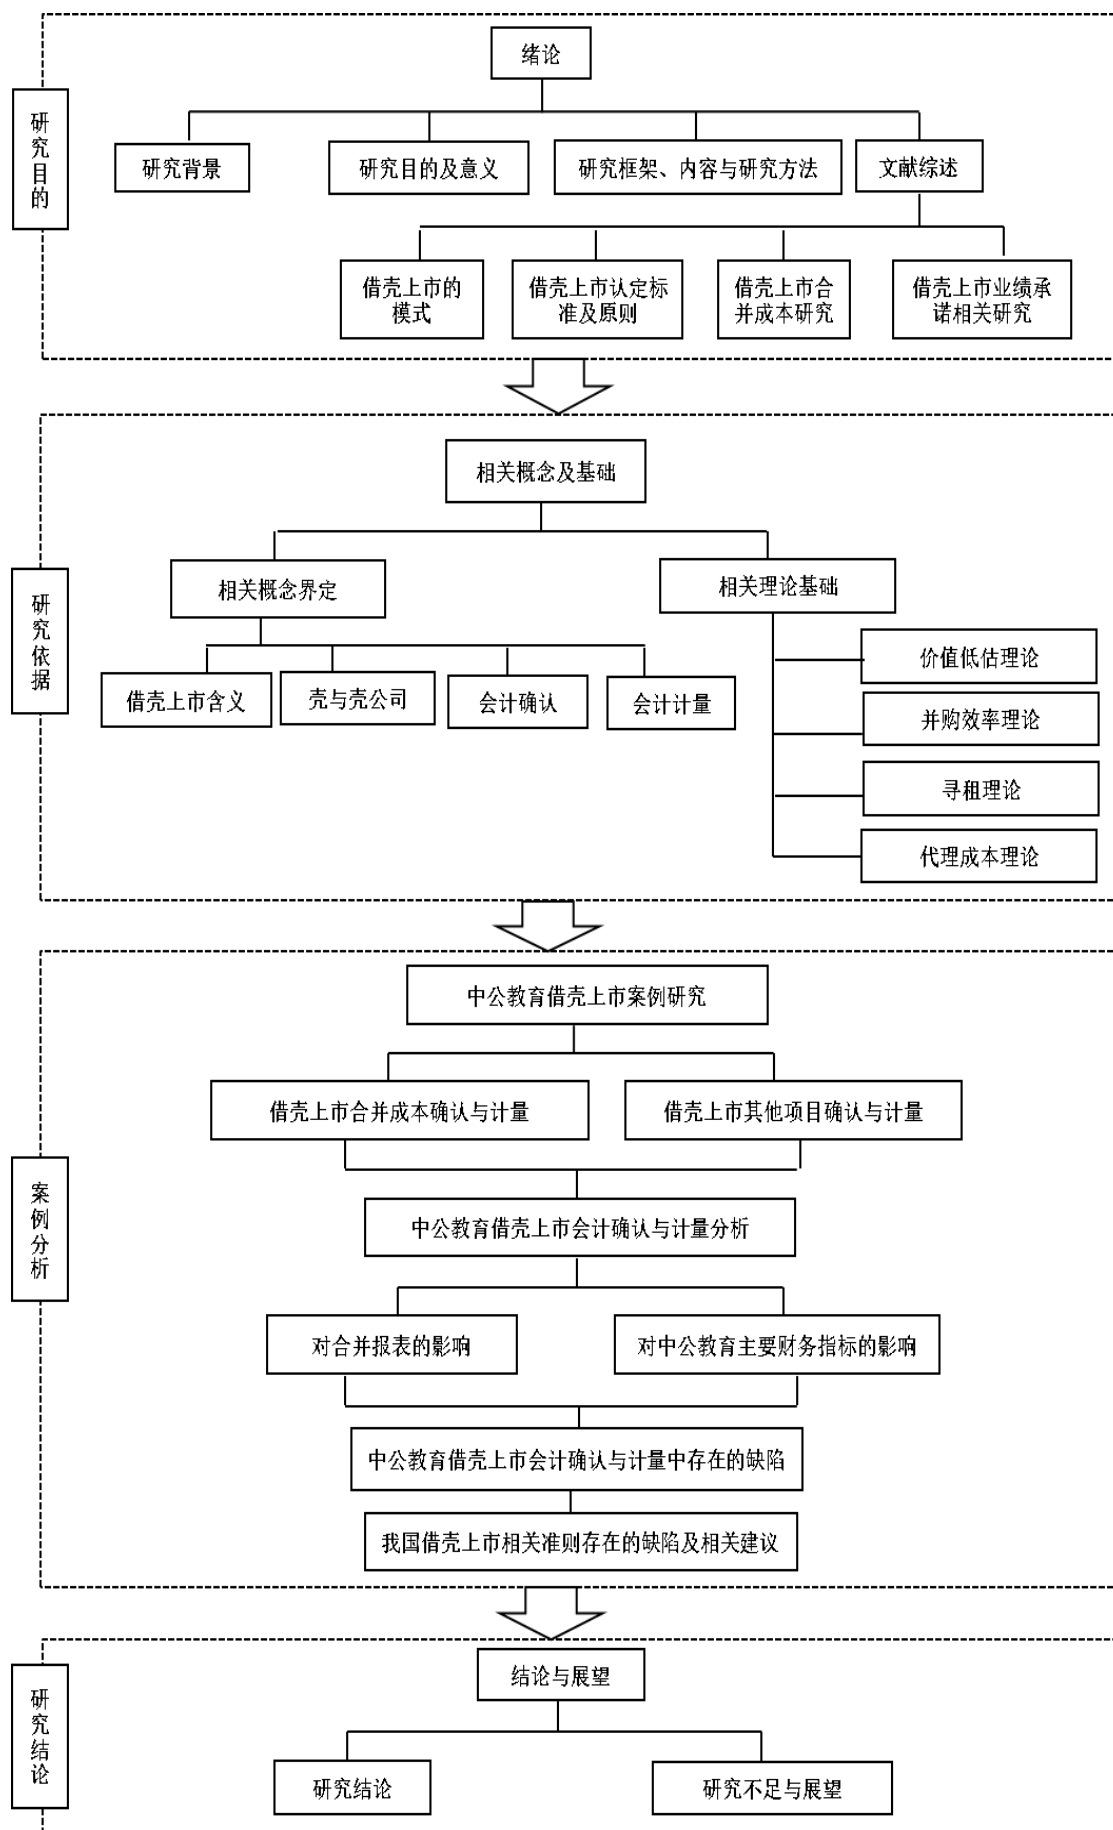 绪论
研究目的
研究背景
研究目的及意义
研究框架、内容与研究方法
文献综述
借壳上市的
模式
借壳上市认定标
准及原则
借壳上市合
并成本研究
借壳上市业绩承
诺相关研究
相关概念及基础
研究依据
相关概念界定
相关理论基础
借壳上市含义
壳与壳公司
会计确认
会计计量
价值低估理论
并购效率理论
寻租理论
代理成本理论
中公教育借壳上市案例研究
案例分析
借壳上市合并成本确认与计量
借壳上市其他项目确认与计量
中公教育借壳上市会计确认与计量分析
对合并报表的影响
对中公教育主要财务指标的影响
中公教育借壳上市会计确认与计量中存在的缺陷
我国借壳上市相关准则存在的缺陷及相关建议
结论与展望
研究结论
研究结论
研究不足与展望